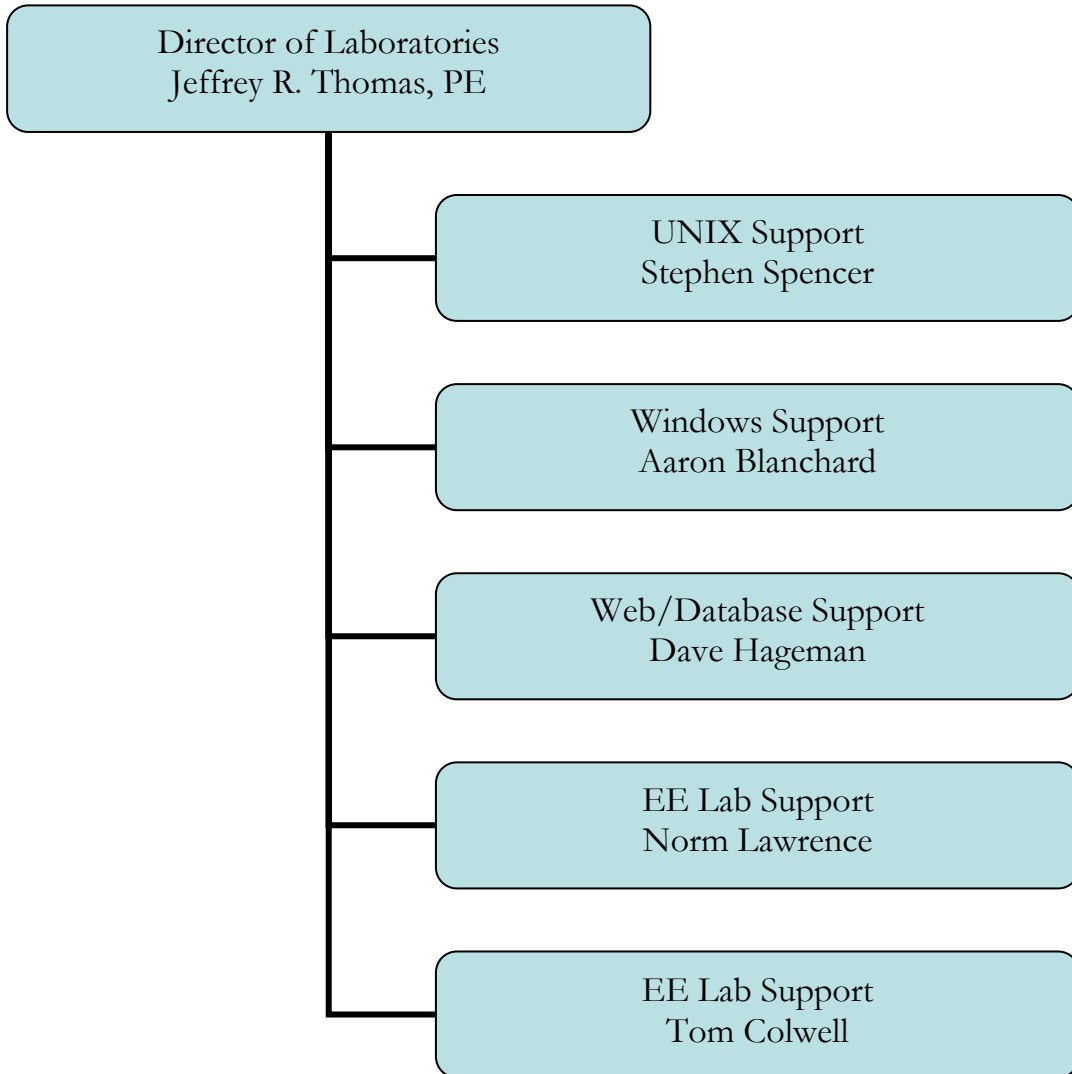 Director of Laboratories
Jeffrey R. Thomas, PE
UNIX Support
Stephen Spencer
Windows Support
Aaron Blanchard
Web/Database Support
Dave Hageman
EE Lab Support
Norm Lawrence
EE Lab Support
Tom Colwell